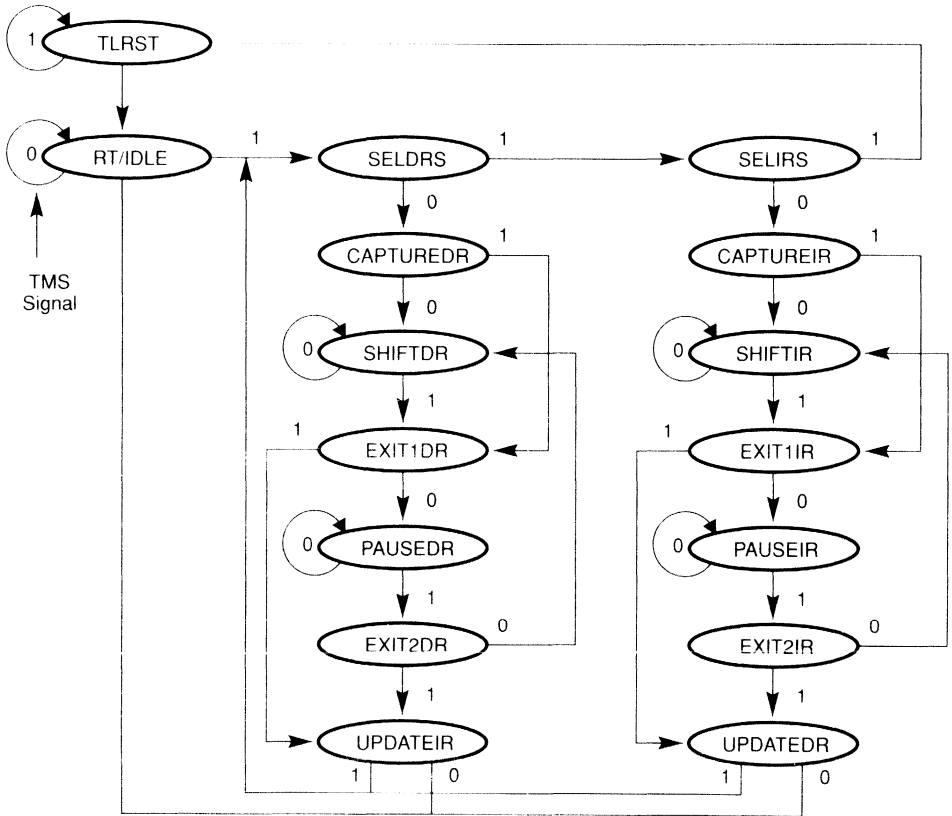 1 TLRST
0 RT/IDLE 1 SELDRS 1 SELIRS 1
TMS
Signal
0 0
CAPTUREDR 1 CAPTUREIR 1
0 0
0 SHIFTDR 0 SHIFTIR
1 1
1 EXIT1DR 1 EXIT1IR
0 0
0 PAUSEDR 0 PAUSEIR
1 1
EXIT2DR 0 EXIT2IR 0
1 1
UPDATEIR UPDATEDR
1 0 1 0